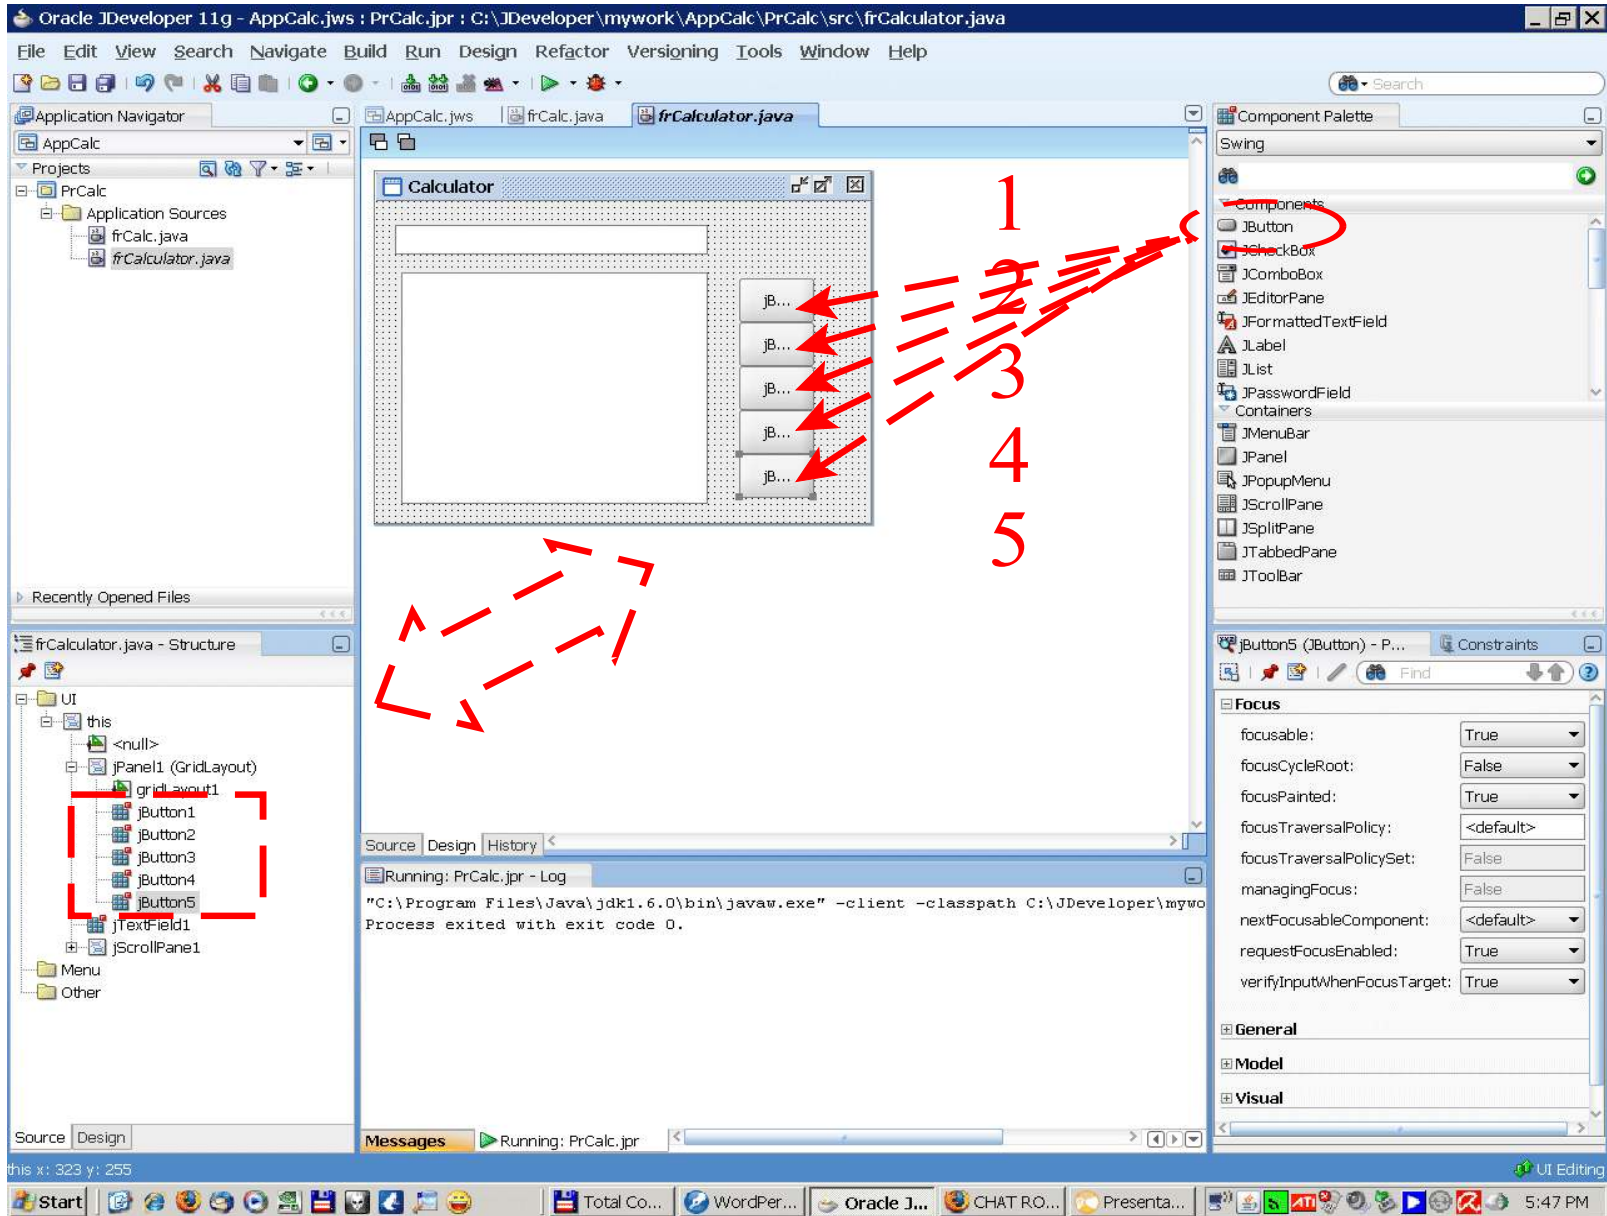 Oracle JDeveloper 11g - AppCalc.jws : PrCalc.jpr : C:\JDeveloper\mywork\AppCalc\PrCalc\src\frCalculator.java
File Edit View Search Navigate Build Run Design Refactor Versioning Tools Window Help
Search
Application Navigator
AppCalc
Projects
PrCalc
Application Sources
frCalc.java
frCalculator.java
Recently Opened Files
frCalculator.java - Structure
UI
this
<null>
jPanel1 (GridLayout)
gridLayout1
jButton1
jButton2
jButton3
jButton4
jButton5
jTextField1
jScrollPane1
Menu
Other
Source Design
AppCalc.jws frCalc.java frCalculator.java
Calculator
jB...
jB...
jB...
jB...
jB...
1
2
3
4
5
Source Design History
Running: PrCalc.jpr - Log
"C:\Program Files\Java\jdk1.6.0\bin\javaw.exe" -client -classpath C:\JDeveloper\mywo
Process exited with exit code 0.
Messages Running: PrCalc.jpr
Component Palette
Swing
Components
JButton
JCheckBox
JComboBox
JEditorPane
JFormattedTextField
JLabel
JList
JPasswordField
Containers
JMenuBar
JPanel
JPopupMenu
JScrollPane
JSplitPane
JTabbedPane
JToolBar
jButton5 (JButton) - P... Constraints
Find
Focus
focusable: True
focusCycleRoot: False
focusPainted: True
focusTraversalPolicy: <default>
focusTraversalPolicySet: False
managingFocus: False
nextFocusableComponent: <default>
requestFocusEnabled: True
verifyInputWhenFocusTarget: True
General
Model
Visual
this x: 323 y: 255
UI Editing
Start Total Co... WordPer... Oracle J... CHAT RO... Presenta... ATI 5:47 PM